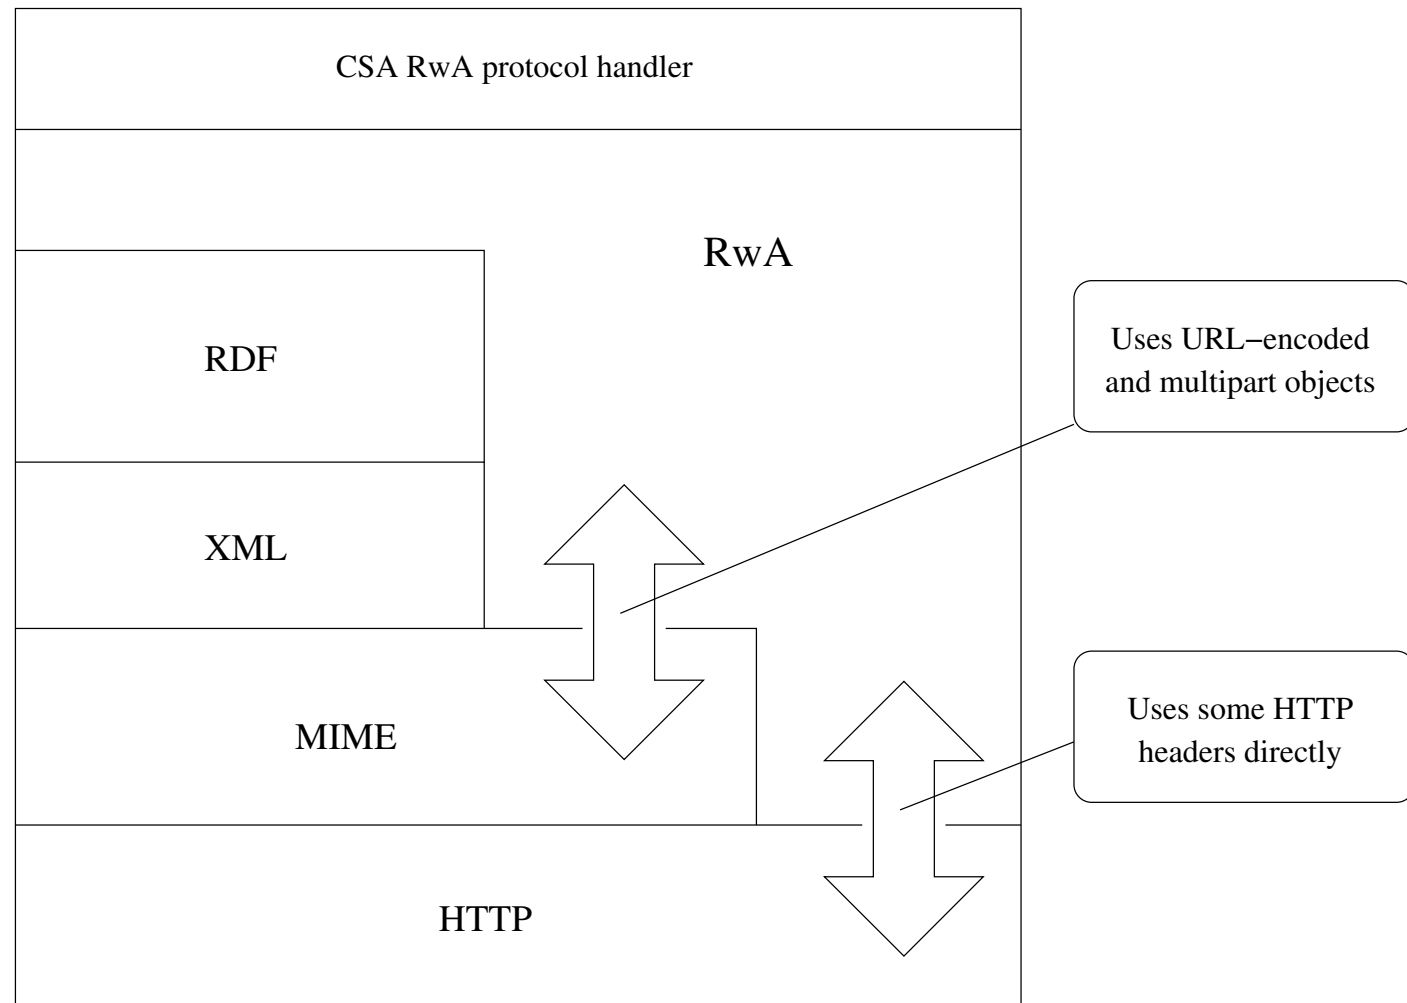 CSA RwA protocol handler
RwA
RDF
Uses URL−encoded
and multipart objects
XML
MIME
Uses some HTTP
headers directly
HTTP